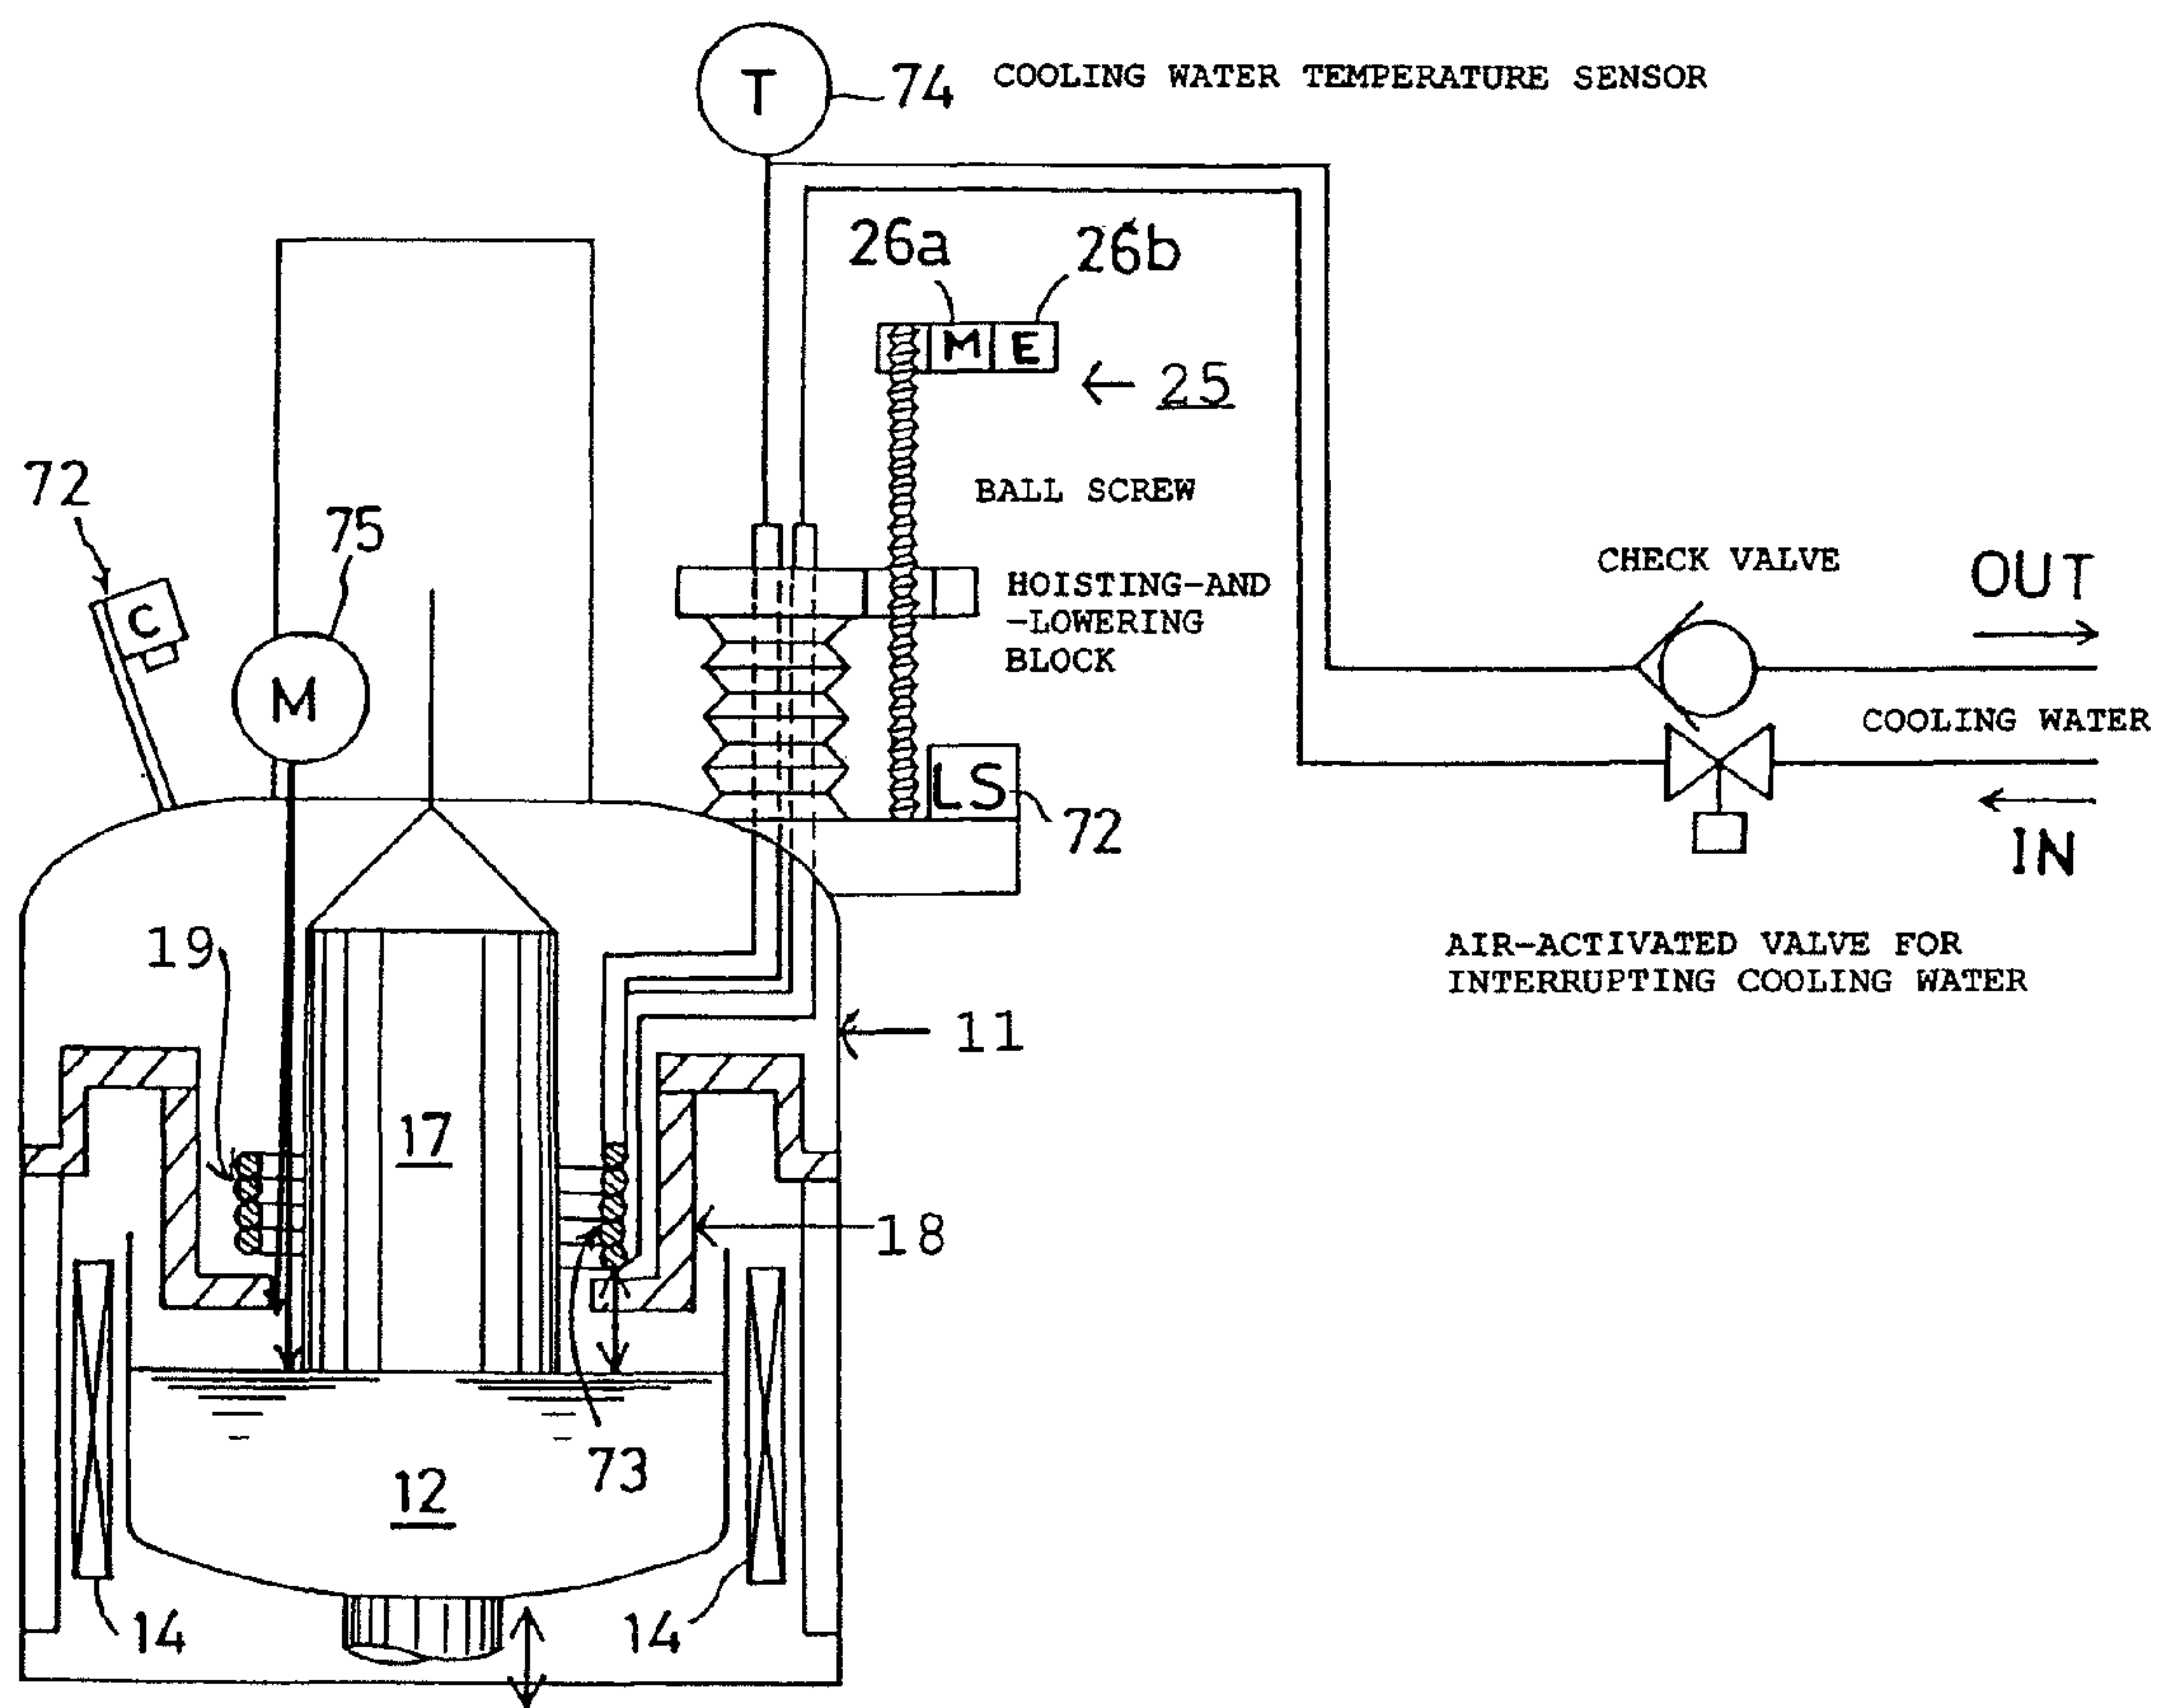 T
74 COOLING WATER TEMPERATURE SENSOR
26a 26b
M E
25
72
BALL SCREW
75
C
CHECK VALVE
OUT
HOISTING-AND
-LOWERING
BLOCK
M
COOLING WATER
LS
72
IN
19
AIR-ACTIVATED VALVE FOR
INTERRUPTING COOLING WATER
11
17
18
73
12
14
14